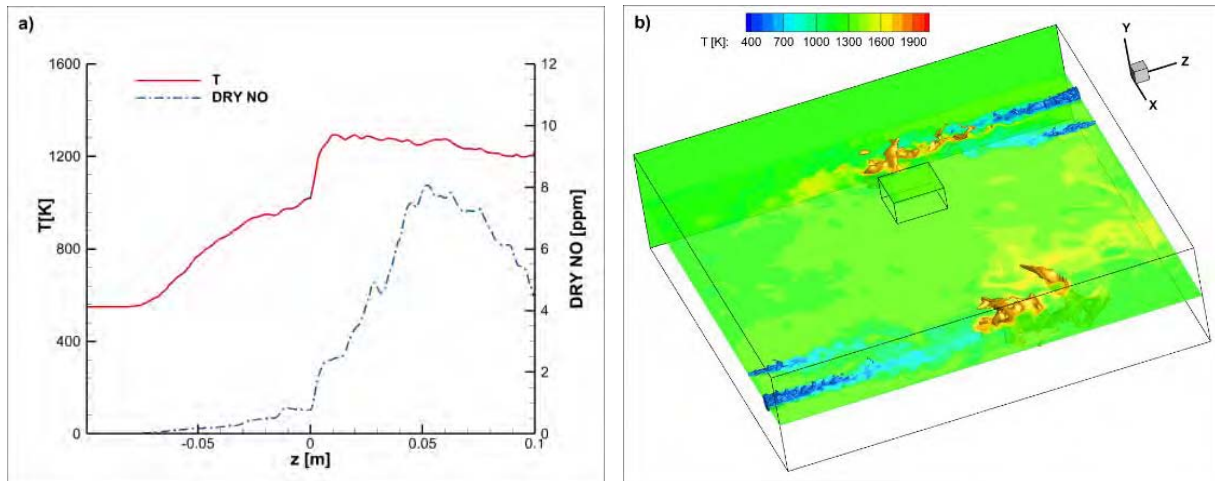 a)
1600
1200
800
400
0
T[K]
T
DRY NO
12
10
8
6
4
2
0
DRY NO [ppm]
-0.05
0
0.05
0.1
z [m]
b)
T [K]: 400 700 1000 1300 1600 1900
Y
Z
X